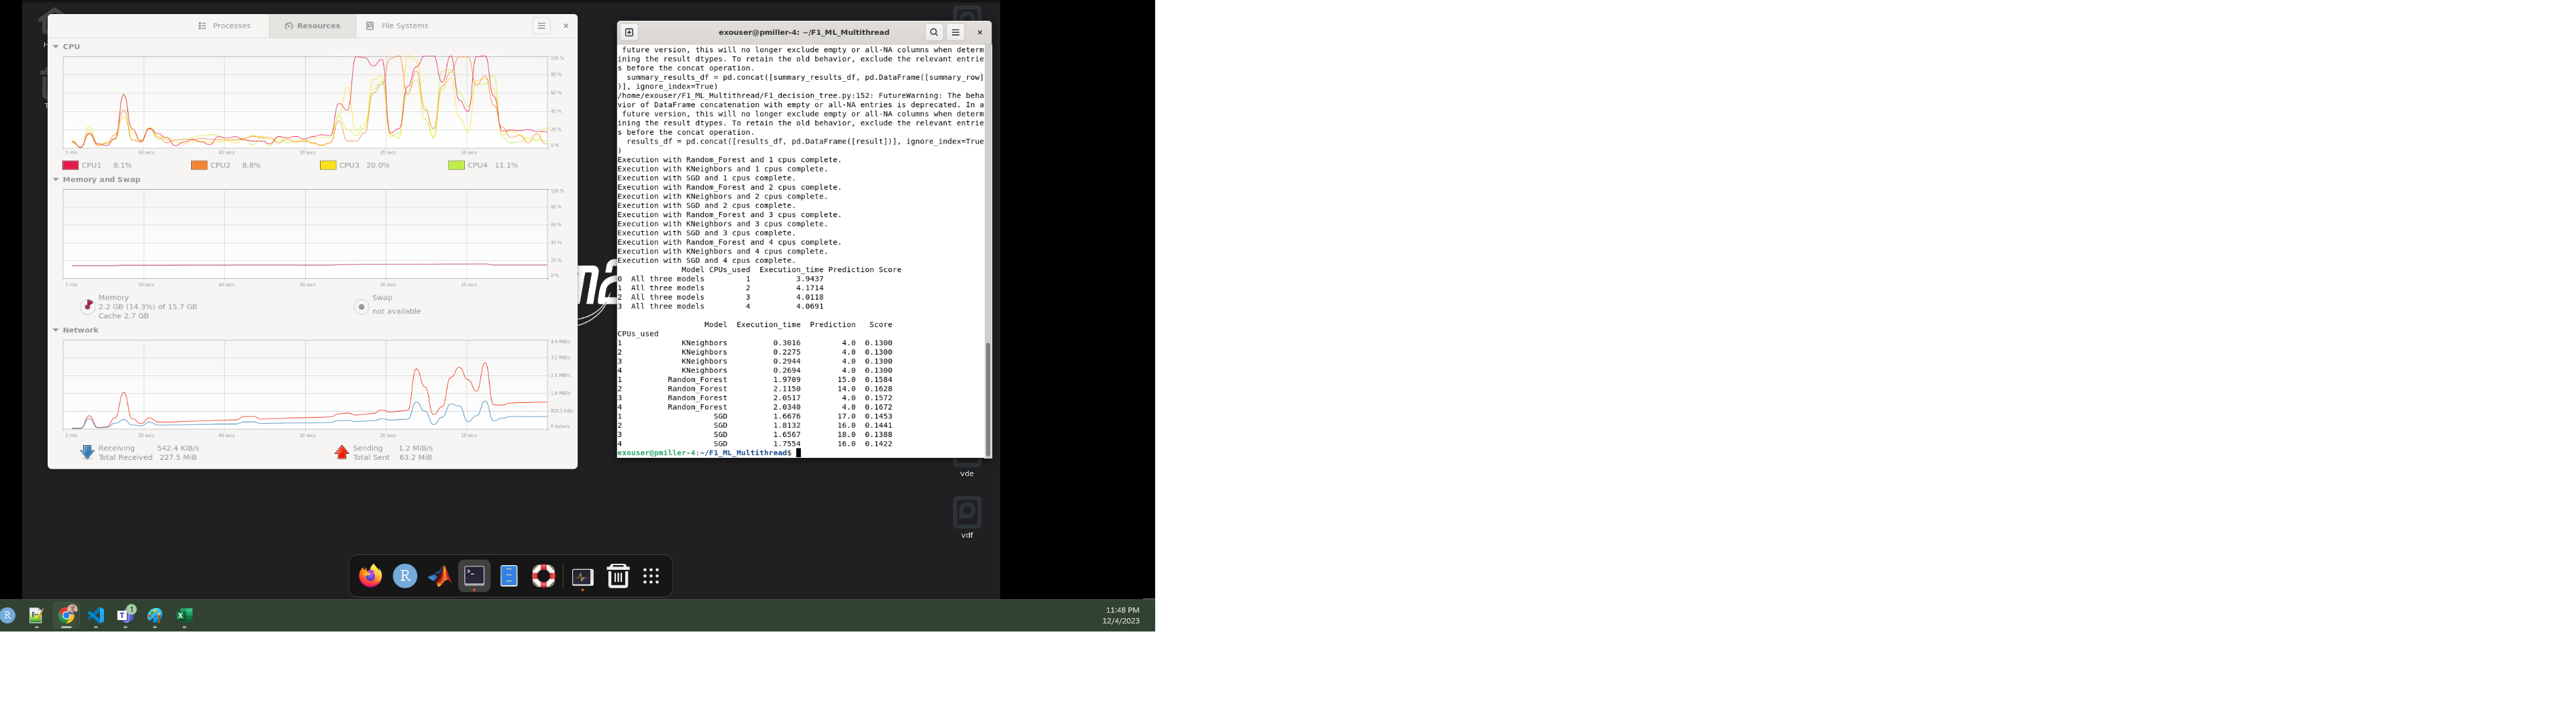 Processes
Resources
File Systems
CPU
100 %
80 %
60 %
40 %
20 %
0 %
1 min 50 secs 40 secs 30 secs 20 secs 10 secs
CPU1 8.1% CPU2 8.8% CPU3 20.0% CPU4 11.1%
Memory and Swap
100 %
80 %
60 %
40 %
20 %
0 %
1 min 50 secs 40 secs 30 secs 20 secs 10 secs
Memory
2.2 GB (14.3%) of 15.7 GB
Cache 2.7 GB
Swap
not available
Network
4.0 MiB/s
3.2 MiB/s
2.4 MiB/s
1.6 MiB/s
819.2 KiB/s
0 bytes/s
1 min 50 secs 40 secs 30 secs 20 secs 10 secs
Receiving 542.4 KiB/s
Total Received 227.5 MiB
Sending 1.2 MiB/s
Total Sent 63.2 MiB
exouser@pmiller-4: ~/F1_ML_Multithread
future version, this will no longer exclude empty or all-NA columns when determ
ining the result dtypes. To retain the old behavior, exclude the relevant entrie
s before the concat operation.
summary_results_df = pd.concat([summary_results_df, pd.DataFrame([summary_row]
)], ignore_index=True)
/home/exouser/F1_ML_Multithread/F1_decision_tree.py:152: FutureWarning: The beha
vior of DataFrame concatenation with empty or all-NA entries is deprecated. In a
future version, this will no longer exclude empty or all-NA columns when determ
ining the result dtypes. To retain the old behavior, exclude the relevant entrie
s before the concat operation.
results_df = pd.concat([results_df, pd.DataFrame([result])], ignore_index=True
)
Execution with Random_Forest and 1 cpus complete.
Execution with KNeighbors and 1 cpus complete.
Execution with SGD and 1 cpus complete.
Execution with Random_Forest and 2 cpus complete.
Execution with KNeighbors and 2 cpus complete.
Execution with SGD and 2 cpus complete.
Execution with Random_Forest and 3 cpus complete.
Execution with KNeighbors and 3 cpus complete.
Execution with SGD and 3 cpus complete.
Execution with Random_Forest and 4 cpus complete.
Execution with KNeighbors and 4 cpus complete.
Execution with SGD and 4 cpus complete.
Model CPUs_used Execution_time Prediction Score
0 All three models 1 3.9437
1 All three models 2 4.1714
2 All three models 3 4.0118
3 All three models 4 4.0691
Model Execution_time Prediction Score
CPUs_used
1 KNeighbors 0.3016 4.0 0.1300
2 KNeighbors 0.2275 4.0 0.1300
3 KNeighbors 0.2944 4.0 0.1300
4 KNeighbors 0.2694 4.0 0.1300
1 Random_Forest 1.9709 15.0 0.1584
2 Random_Forest 2.1150 14.0 0.1628
3 Random_Forest 2.0517 4.0 0.1572
4 Random_Forest 2.0340 4.0 0.1672
1 SGD 1.6676 17.0 0.1453
2 SGD 1.8132 16.0 0.1441
3 SGD 1.6567 18.0 0.1388
4 SGD 1.7554 16.0 0.1422
exouser@pmiller-4:~/F1_ML_Multithread$
vde
vdf
11:48 PM
12/4/2023